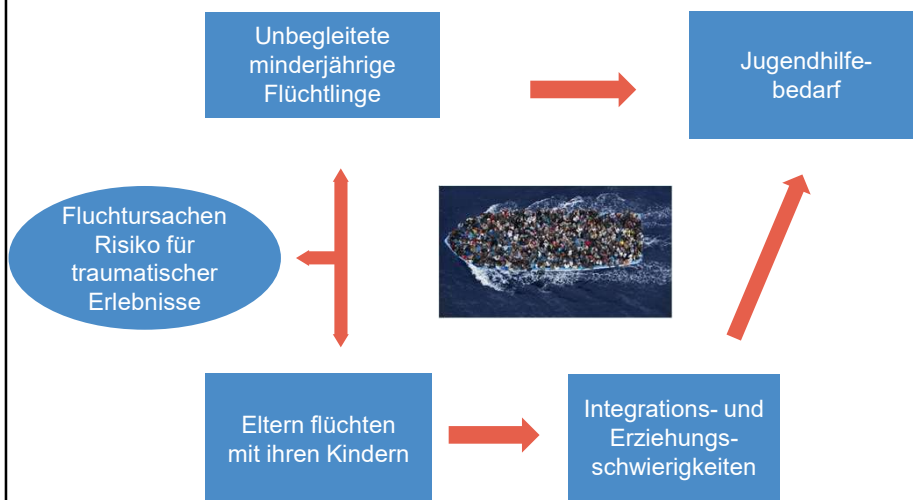 Unbegleitete
minderjährige
Flüchtlinge
Jugendhilfe-
bedarf
Fluchtursachen
Risiko für
traumatischer
Erlebnisse
Eltern flüchten
mit ihren Kindern
Integrations- und
Erziehungs-
schwierigkeiten